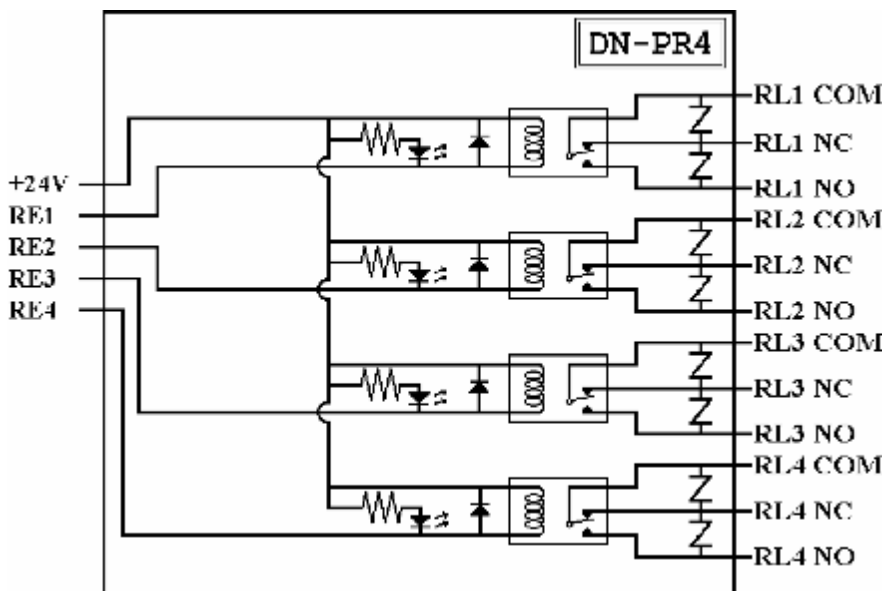 DN-PR4
+24V
RE1
RE2
RE3
RE4
RL1 COM
RL1 NC
RL1 NO
RL2 COM
RL2 NC
RL2 NO
RL3 COM
RL3 NC
RL3 NO
RL4 COM
RL4 NC
RL4 NO